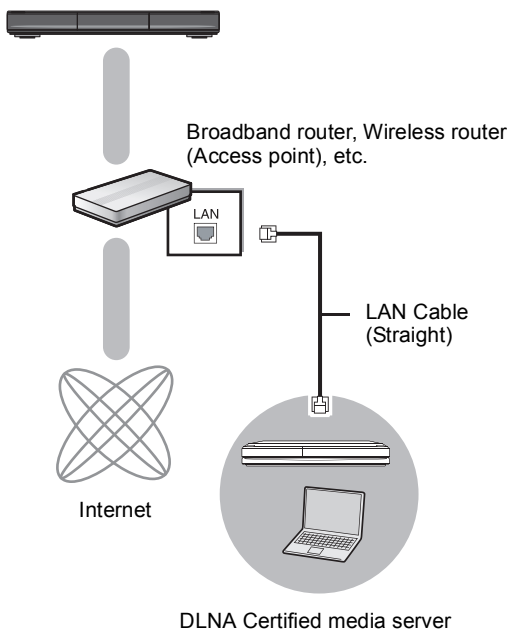 Broadband router, Wireless router
(Access point), etc.
LAN
LAN Cable
(Straight)
Internet
DLNA Certified media server